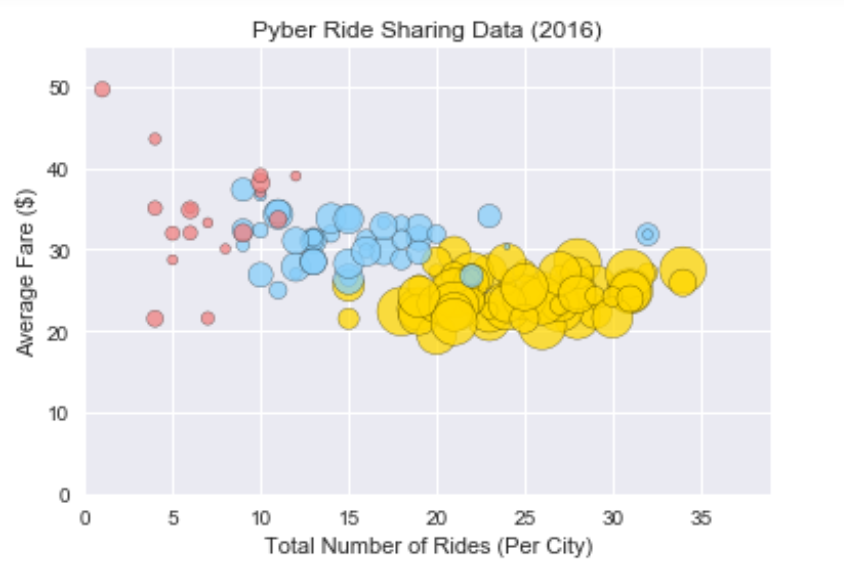 Pyber Ride Sharing Data (2016)
Average Fare ($)
50
40
30
20
10
0
0 5 10 15 20 25 30 35
Total Number of Rides (Per City)